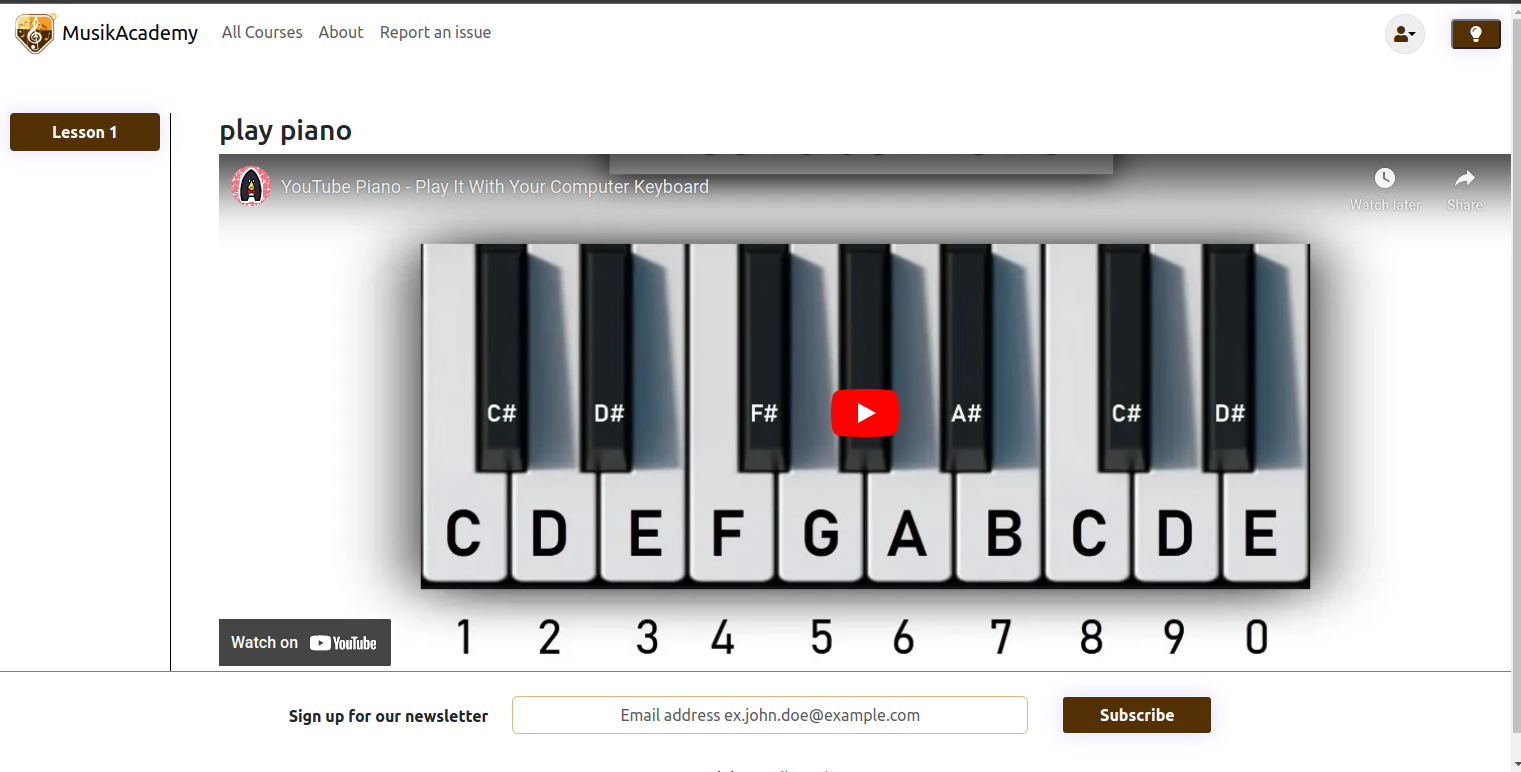 MusikAcademy All Courses About Report an issue
Lesson 1
play piano
YouTube Piano - Play It With Your Computer Keyboard
Watch later Share
C# D# F# A# C# D#
C D E F G A B C D E
1 2 3 4 5 6 7 8 9 0
Watch on YouTube
Sign up for our newsletter Email address ex.john.doe@example.com Subscribe